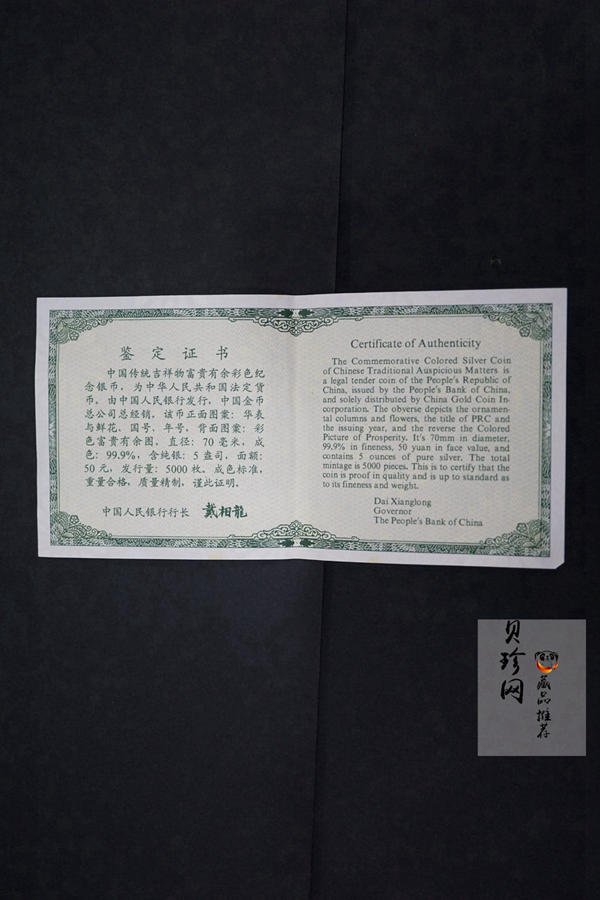 鉴定证书
中国传统吉祥物富贵有余彩色纪
念银币，为中华人民共和国法定货
币。由中国人民银行发行，中国金币
总公司总经销。该币正面图案：华表
与鲜花、国号、年号，背面图案：彩
色富贵有余图，直径：70毫米，成
色：99.9%，含纯银：5盎司，面额：
50元，发行量：5000枚。成色标准，
重量合格，质量精制，谨此证明。
中国人民银行行长 戴相龍
Certificate of Authenticity
The Commemorative Colored Silver Coin
of Chinese Traditional Auspicious Matters is
a legal tender coin of the People's Republic of
China, issued by the People's Bank of China,
and solely distributed by China Gold Coin In-
corporation. The obverse depicts the ornamen-
tal columns and flowers, the title of PRC and
the issuing year, and the reverse the Colored
Picture of Prosperity. It's 70mm in diameter,
99.9% in fineness, 50 yuan in face value, and
contains 5 ounces of pure silver. The total
mintage is 5000 pieces. This is to certify that the
coin is proof in quality and is up to standard as
to its fineness and weight.
Dai Xianglong
Governor
The People's Bank of China
贝珍网
藏品推荐